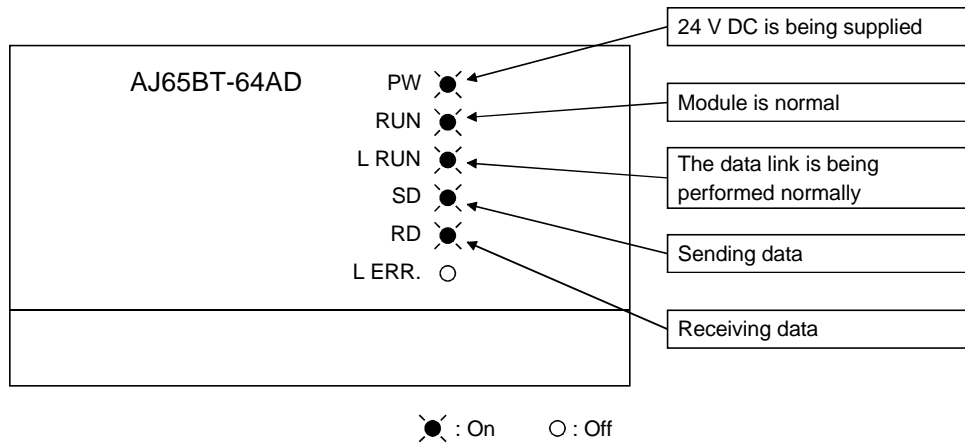 24 V DC is being supplied
AJ65BT-64AD
PW
RUN
Module is normal
L RUN
The data link is being
performed normally
SD
RD
Sending data
L ERR.
Receiving data
: On
: Off